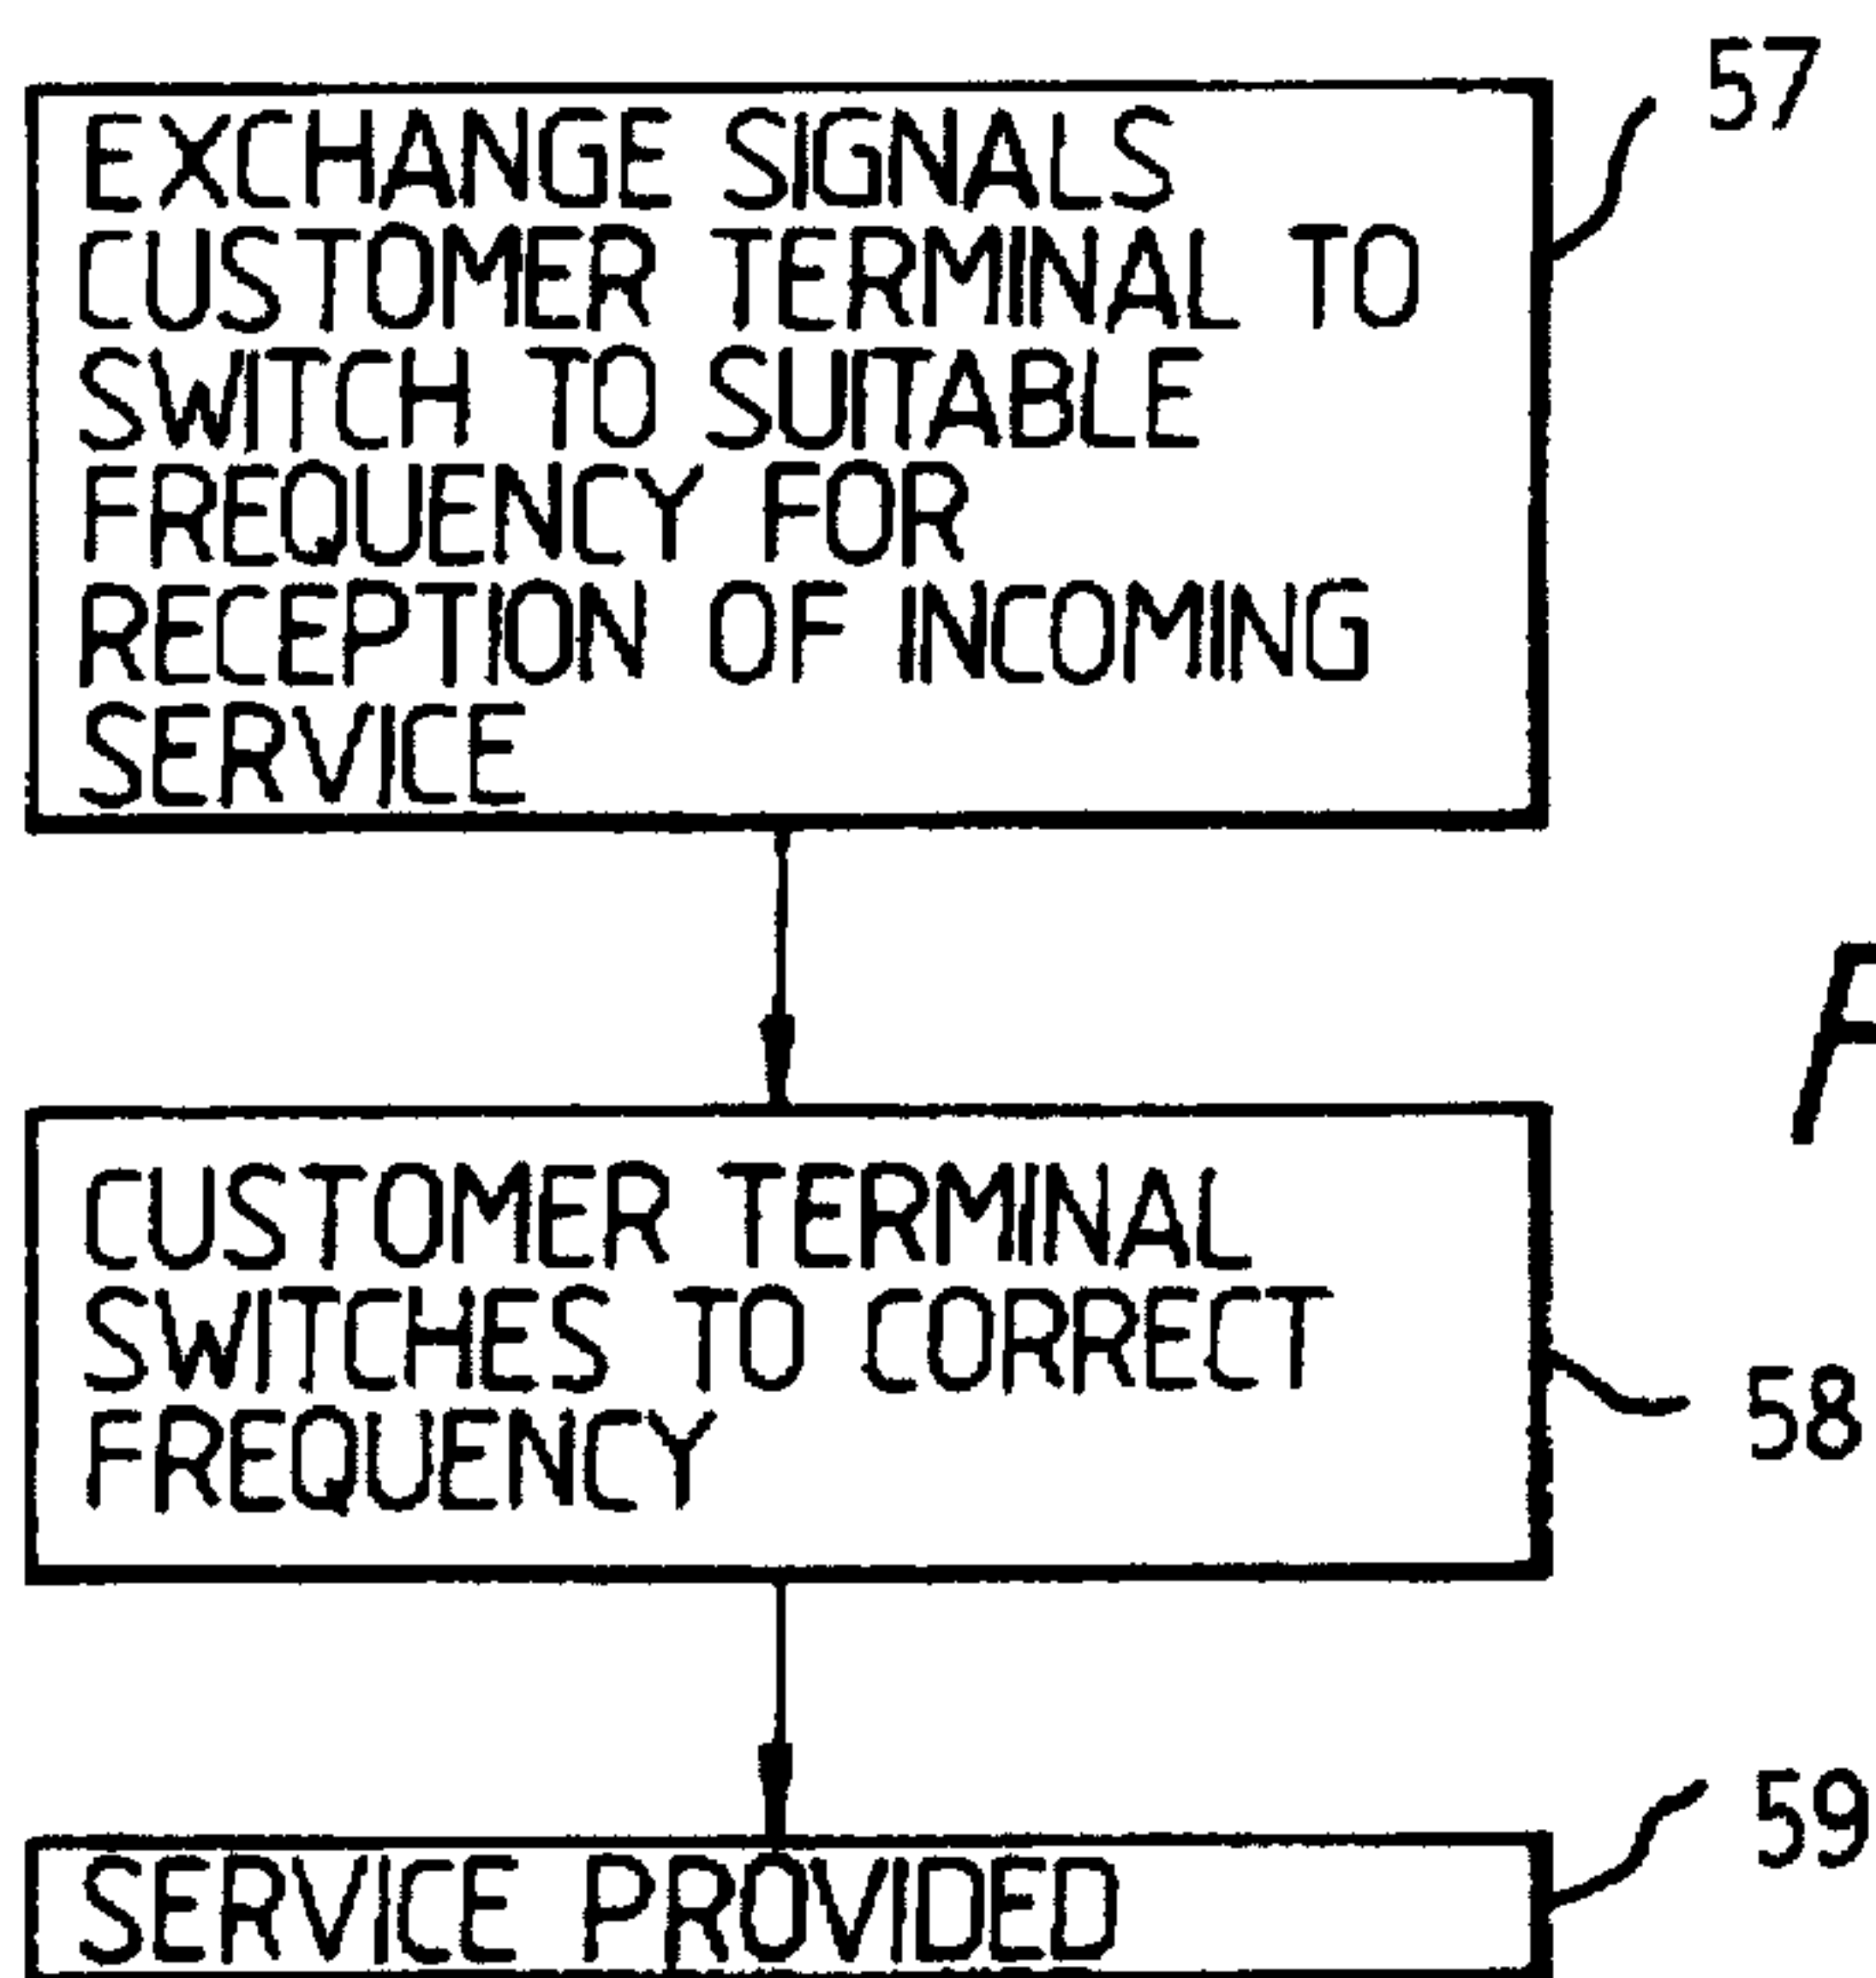 57
EXCHANGE SIGNALS
CUSTOMER TERMINAL TO
SWITCH TO SUITABLE
FREQUENCY FOR
RECEPTION OF INCOMING
SERVICE
CUSTOMER TERMINAL
SWITCHES TO CORRECT
FREQUENCY
58
59
SERVICE PROVIDED